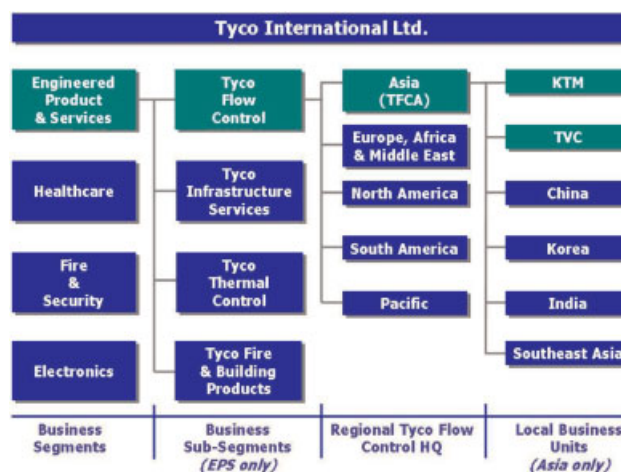 Tyco International Ltd.
Engineered
Product
& Services
Healthcare
Fire
&
Security
Electronics
Tyco
Flow
Control
Tyco
Infrastructure
Services
Tyco
Thermal
Control
Tyco Fire
& Building
Products
Asia
(TFCA)
Europe, Africa
& Middle East
North America
South America
Pacific
KTM
TVC
China
Korea
India
Southeast Asia
Business
Segments
Business
Sub-Segments
(EPS only)
Regional Tyco Flow
Control HQ
Local Business
Units
(Asia only)